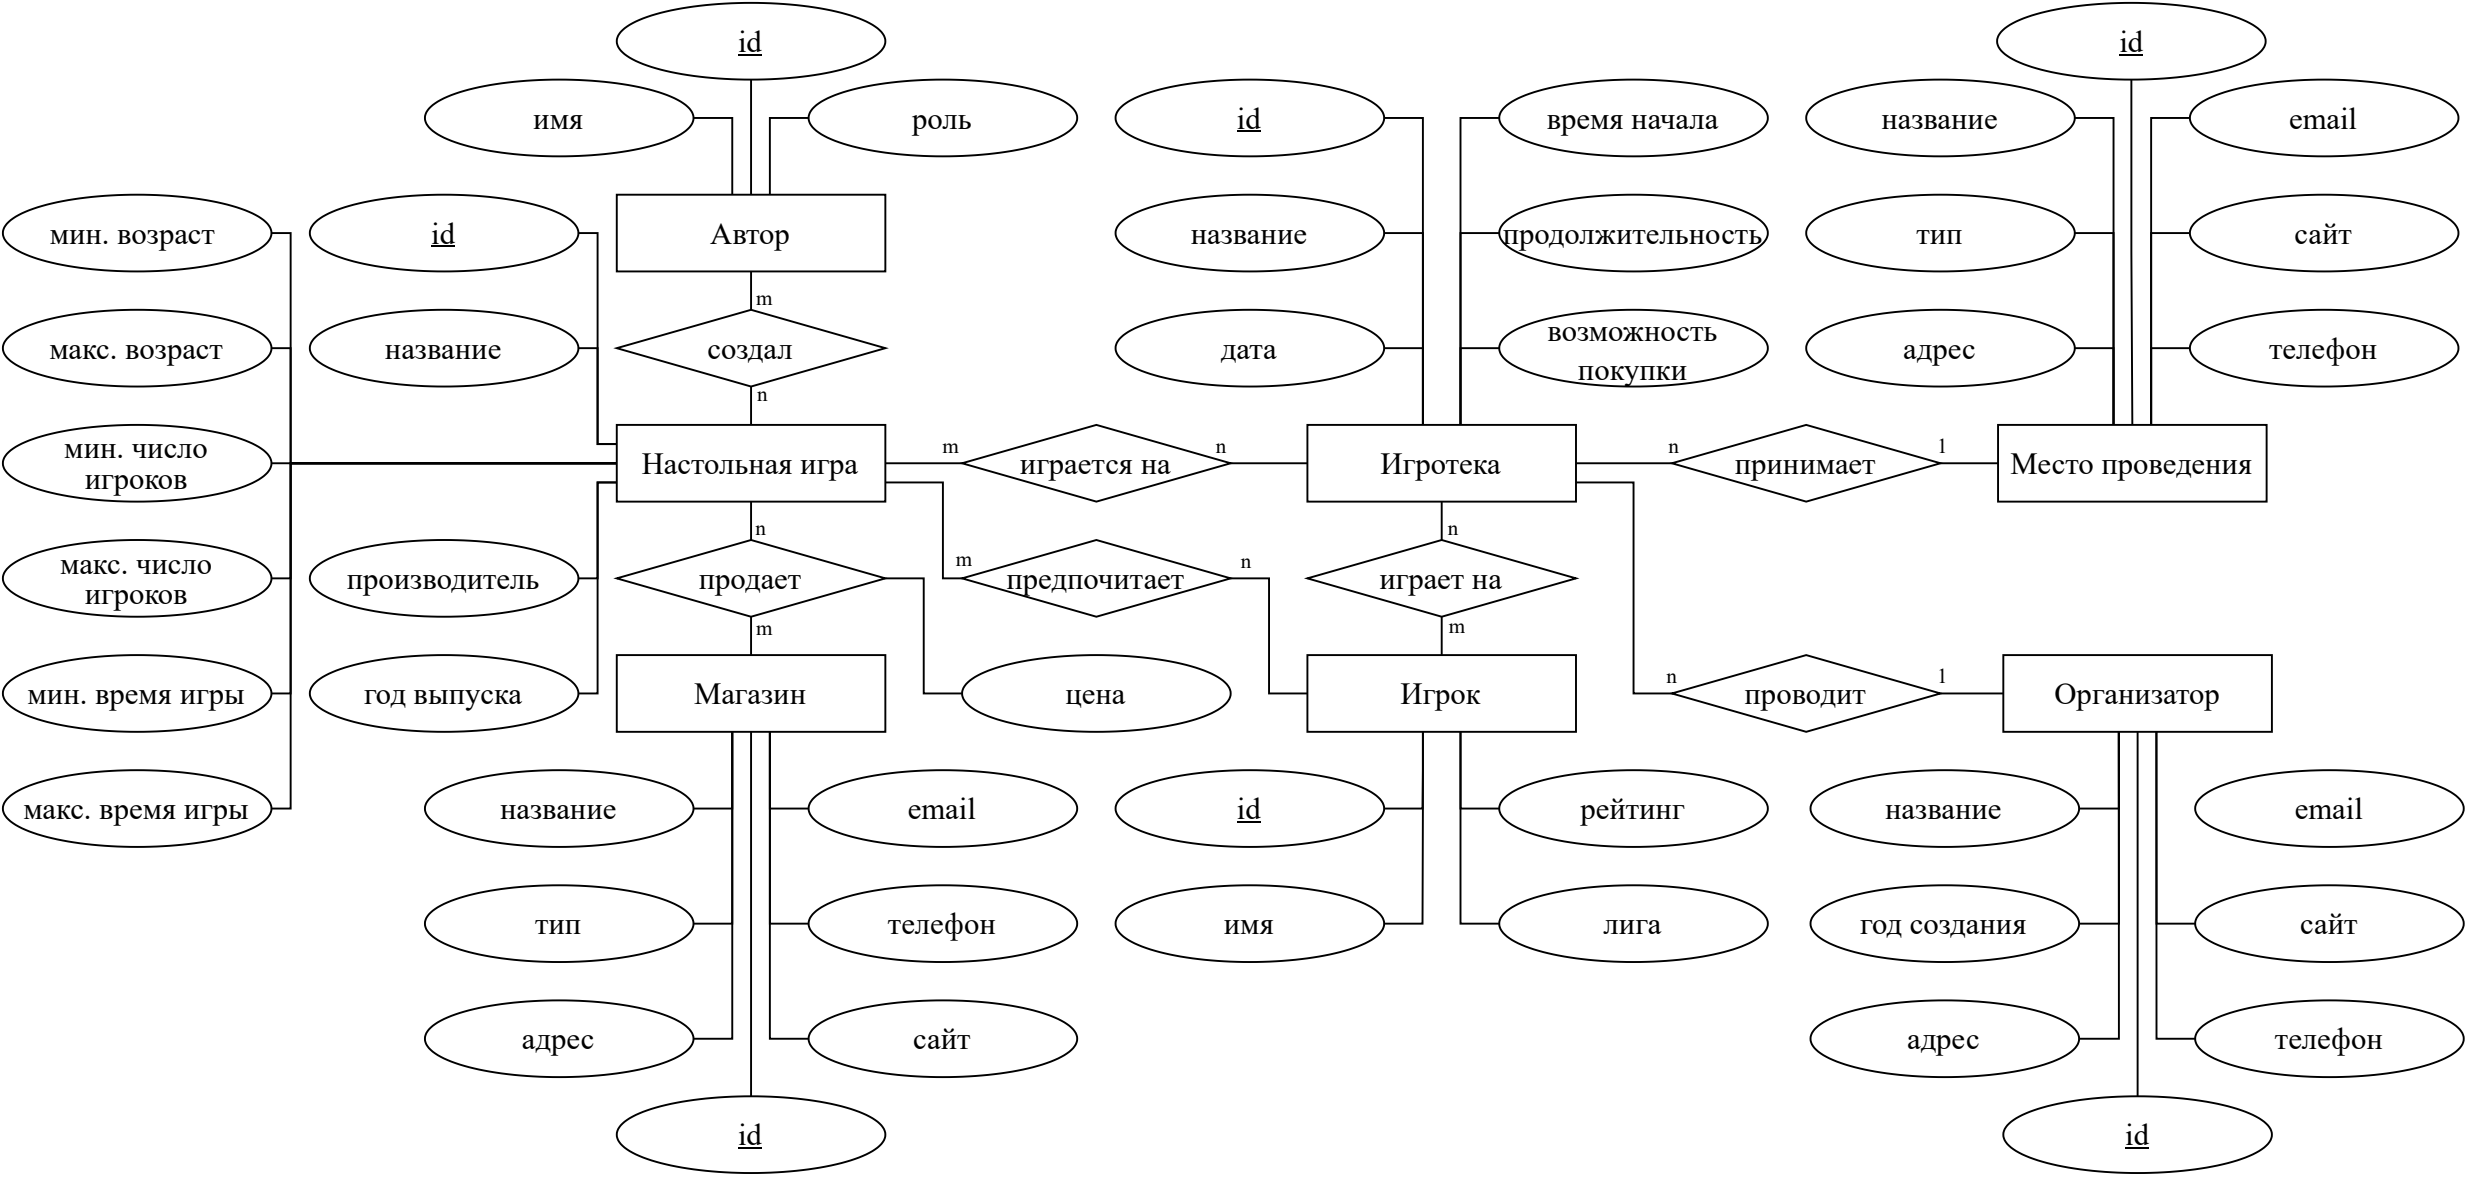 id
id
имя
роль
id
время начала
название
email
мин. возраст
id
Автор
название
продолжительность
тип
сайт
m
макс. возраст
название
создал
дата
возможность
покупки
адрес
телефон
n
мин. число
игроков
Настольная игра
m
играется на
n
Игротека
n
принимает
l
Место проведения
n
n
макс. число
игроков
производитель
продает
m
предпочитает
n
играет на
m
m
мин. время игры
год выпуска
Магазин
цена
Игрок
n
проводит
l
Организатор
макс. время игры
название
email
id
рейтинг
название
email
тип
телефон
имя
лига
год создания
сайт
адрес
сайт
адрес
телефон
id
id